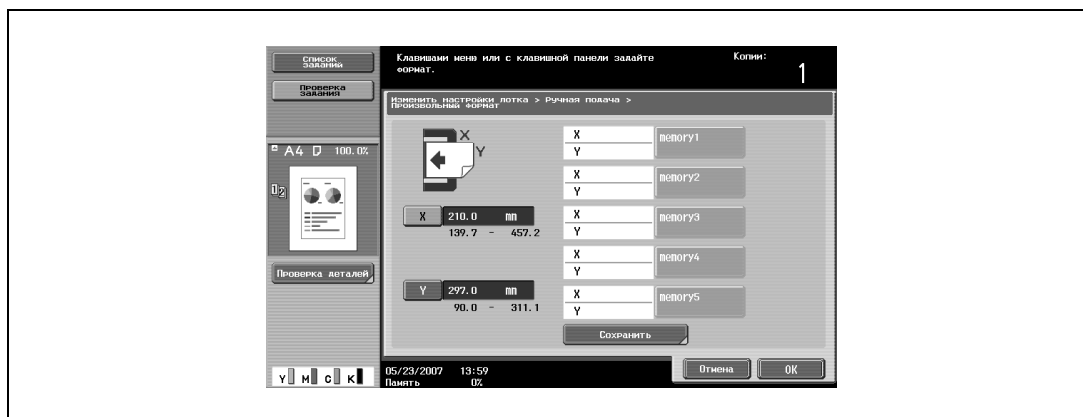 Список
заданий
Проверка
задания
Клавишами меню или с клавишной панели задайте
формат.
Копии:
1
Изменить настройки лотка > Ручная подача >
Произвольный формат
A4 100.0%
1 2
X
Y
X 210.0 mm
139.7 - 457.2
Y 297.0 mm
90.0 - 311.1
X
Y
memory1
X
Y
memory2
X
Y
memory3
X
Y
memory4
X
Y
memory5
Сохранить
Проверка деталей
Y M C K
05/23/2007 13:59
Память 0%
Отмена
OK